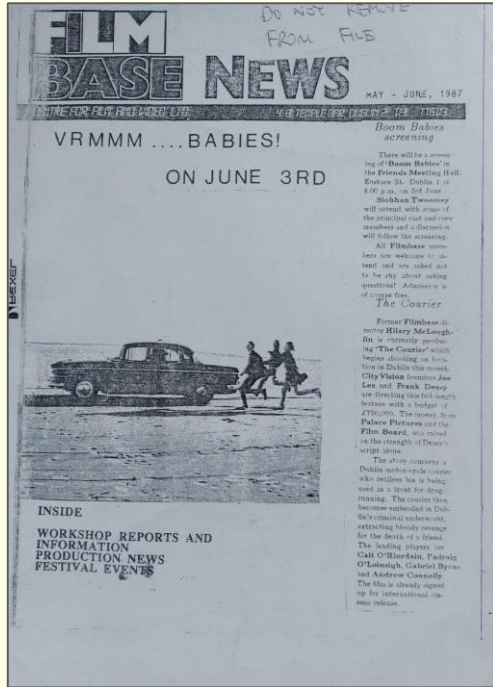 DO NOT REMOVE
FROM FILE
FILM
BASE NEWS
MAY - JUNE, 1987
CENTRE FOR FILM AND VIDEO, LTD.
TEMPLE BAR, DUBLIN 2. TEL.
VRMMM ....BABIES!
ON JUNE 3RD
REXEL
INSIDE
WORKSHOP REPORTS AND
INFORMATION
PRODUCTION NEWS
FESTIVAL EVENTS
Boom Babies
screening
There will be a screen-
ing of 'Boom Babies' in
the Friends Meeting Hall,
Eustace St. Dublin 1 at
6.00 p.m. on 3rd June
Siobhan Twoomey
will attend with some of
the principal cast and crew
members and a discussion
will follow the screening.
All Filmbase mem-
bers are welcome to at-
tend and are asked not
to be shy about asking
questions! Admission is
of course free.
The Courier
Former Filmbase di-
rector Hilary McLough-
lin is currently produc-
ing 'The Courier' which
begins shooting on loca-
tion in Dublin this month.
City Vision founders Joe
Lee and Frank Deasy
are directing this full-length
feature with a budget of
£750,000. The money, from
Palace Pictures and the
Film Board, was raised
on the strength of Deasy's
script alone.
The story concerns a
Dublin motor-cycle courier
who realises he is being
used as a front for drug-
running. The courier then
becomes embroiled in Dub-
lin's criminal underworld,
extracting bloody revenge
for the death of a friend.
The leading players are
Cait O'Riordain, Padraig
O'Loinsigh, Gabriel Byrne
and Andrew Connolly.
The film is already signed
up for international cin-
ema release.